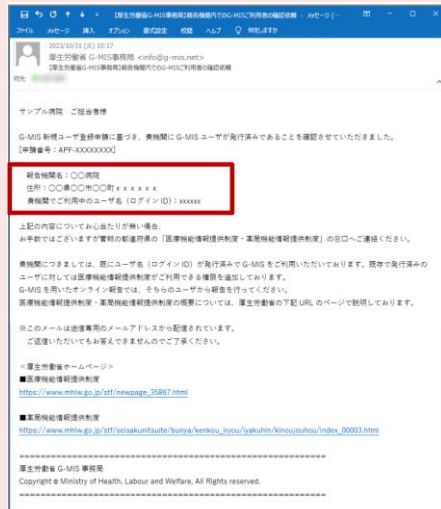 【厚生労働省G-MIS事務局】報告機関内でのG-MISご利用者の確認依頼 - メッセージ (-
ファイル メッセージ 挿入 オプション 書式設定 校閲 ヘルプ 何をしますか
2023/10/31 (火) 10:17
厚生労働省 G-MIS事務局 <info@g-mis.net>
【厚生労働省G-MIS事務局】報告機関内でのG-MISご利用者の確認依頼
宛先
サンプル病院 ご担当者様
G-MIS 新規ユーザ登録申請に基づき、貴機関に G-MIS ユーザが発行済みであることを確認させていただきました。
[申請番号：APF-XXXXXXXX]
報告機関名：〇〇病院
住所：〇〇県〇〇市〇〇町ｘｘｘｘｘｘ
貴機関でご利用中のユーザ名（ログイン ID）：xxxxxx
上記の内容についてお心当たりが無い場合、
お手数ではございますが管轄の都道府県の「医療機能情報提供制度・薬局機能情報提供制度」の窓口へご連絡ください。
貴機関につきましては、既にユーザ名（ログイン ID）が発行済みで G-MIS をご利用いただいております。既存で発行済みの
ユーザに対しては医療機能情報提供制度がご利用できる権限を追加しております。
G-MIS を用いたオンライン報告では、そちらのユーザから報告を行ってください。
医療機能情報提供制度・薬局機能情報提供制度の概要については、厚生労働省の下記 URL のページで説明しております。
※このメールは送信専用のメールアドレスから配信されています。
ご返信いただいてもお答えできませんのでご了承ください。
＜厚生労働省ホームページ＞
■医療機能情報提供制度
https://www.mhlw.go.jp/stf/newpage_35867.html
■薬局機能情報提供制度
https://www.mhlw.go.jp/stf/seisakunitsuite/bunya/kenkou_iryou/iyakuhin/kinoujouhou/index_00003.html
============================================================
厚生労働省 G-MIS 事務局
Copyright © Ministry of Health, Labour and Welfare, All Rights reserved.
============================================================